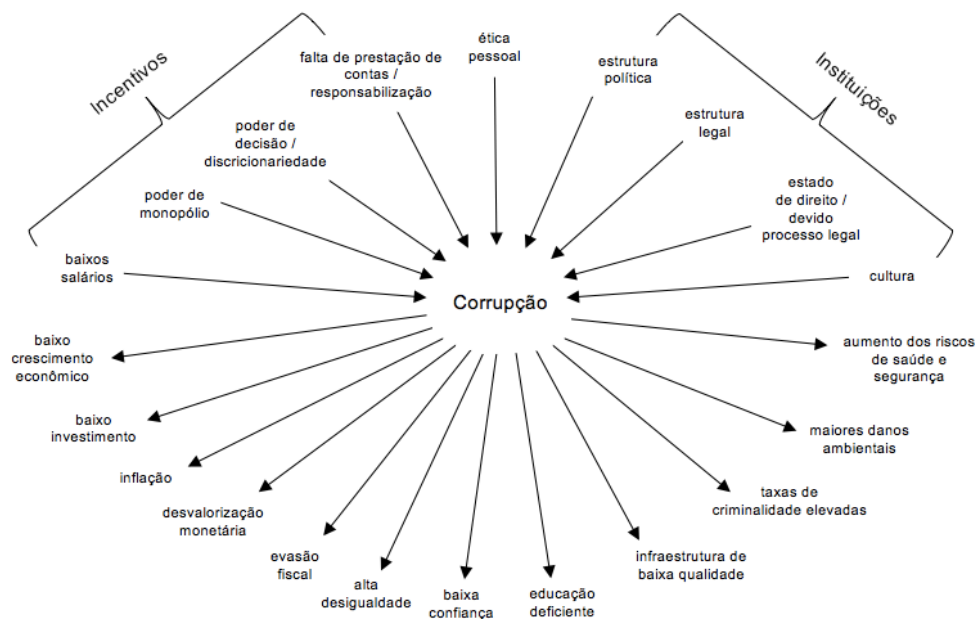 Incentivos
falta de prestação de
contas /
responsabilização
ética
pessoal
estrutura
política
Instituições
poder de
decisão /
discricionariedade
estrutura
legal
poder de
monopólio
estado
de direito /
devido
processo legal
baixos
salários
cultura
Corrupção
baixo
crescimento
econômico
aumento dos riscos
de saúde e
segurança
baixo
investimento
maiores danos
ambientais
inflação
taxas de
criminalidade elevadas
desvalorização
monetária
evasão
fiscal
infraestrutura de
baixa qualidade
alta
desigualdade
baixa
confiança
educação
deficiente